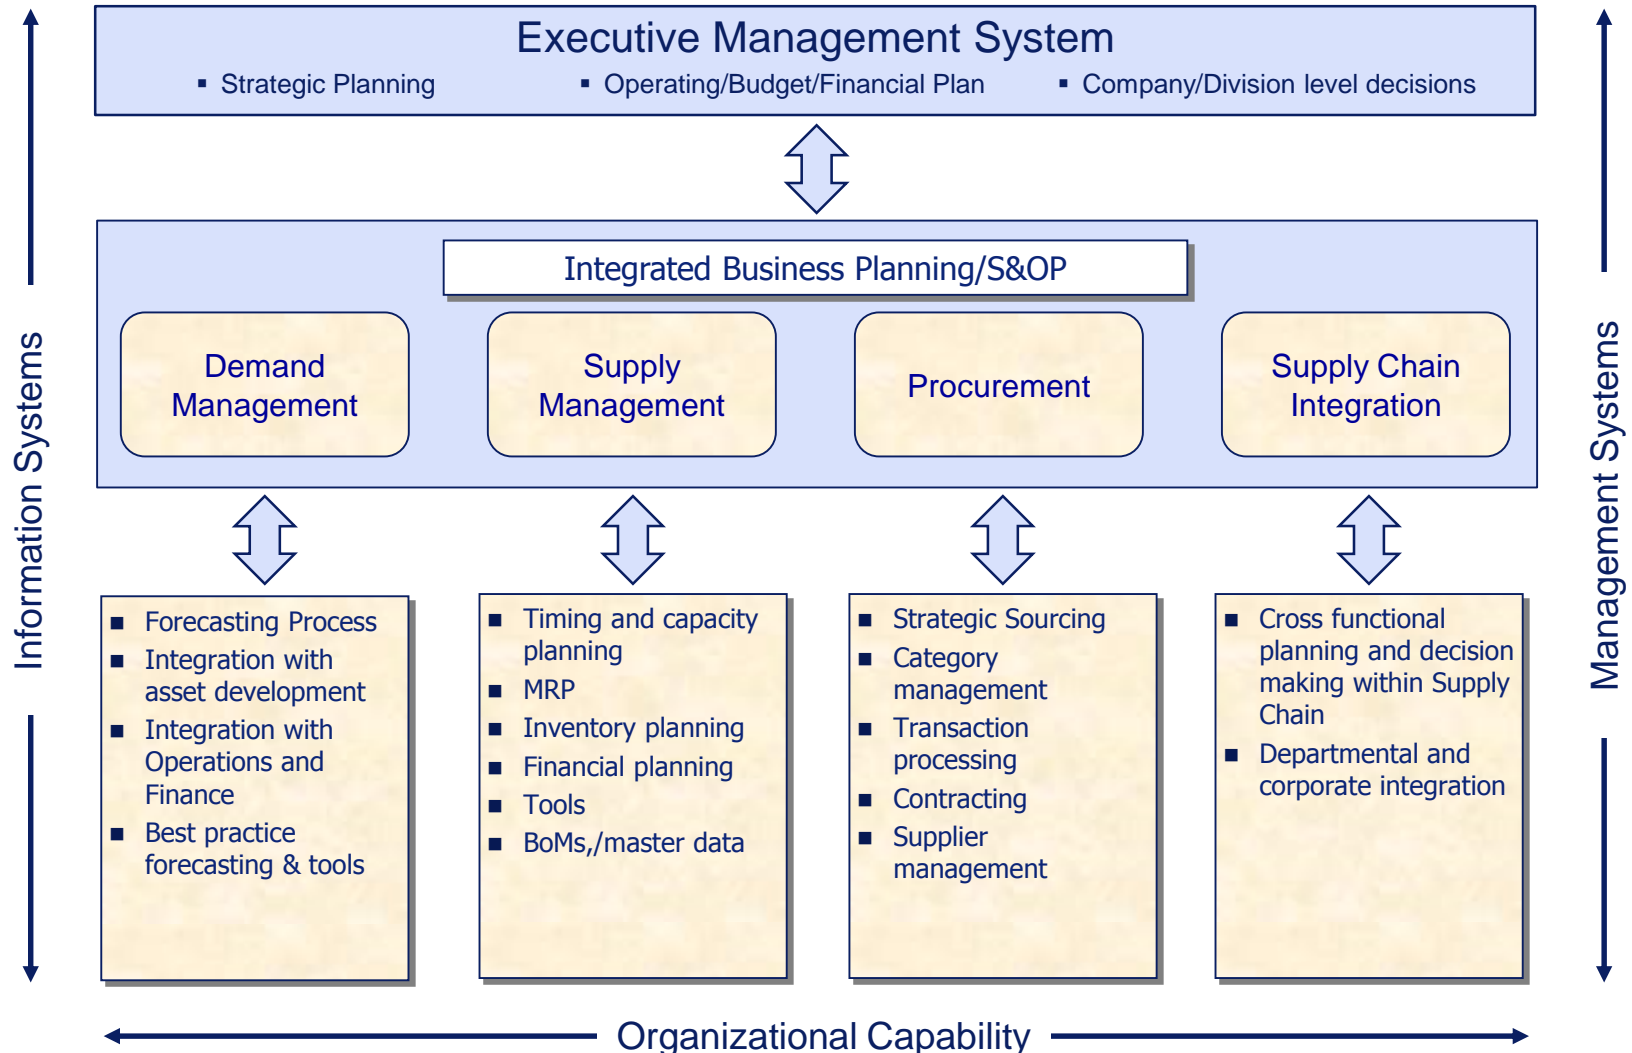 Executive Management System
▪ Strategic Planning
▪ Operating/Budget/Financial Plan
▪ Company/Division level decisions
Integrated Business Planning/S&OP
Demand
Management
Supply
Management
Procurement
Supply Chain
Integration
■ Forecasting Process
■ Integration with
asset development
■ Integration with
Operations and
Finance
■ Best practice
forecasting & tools
■ Timing and capacity
planning
■ MRP
■ Inventory planning
■ Financial planning
■ Tools
■ BoMs,/master data
■ Strategic Sourcing
■ Category
management
■ Transaction
processing
■ Contracting
■ Supplier
management
■ Cross functional
planning and decision
making within Supply
Chain
■ Departmental and
corporate integration
Information Systems
Management Systems
Organizational Capability